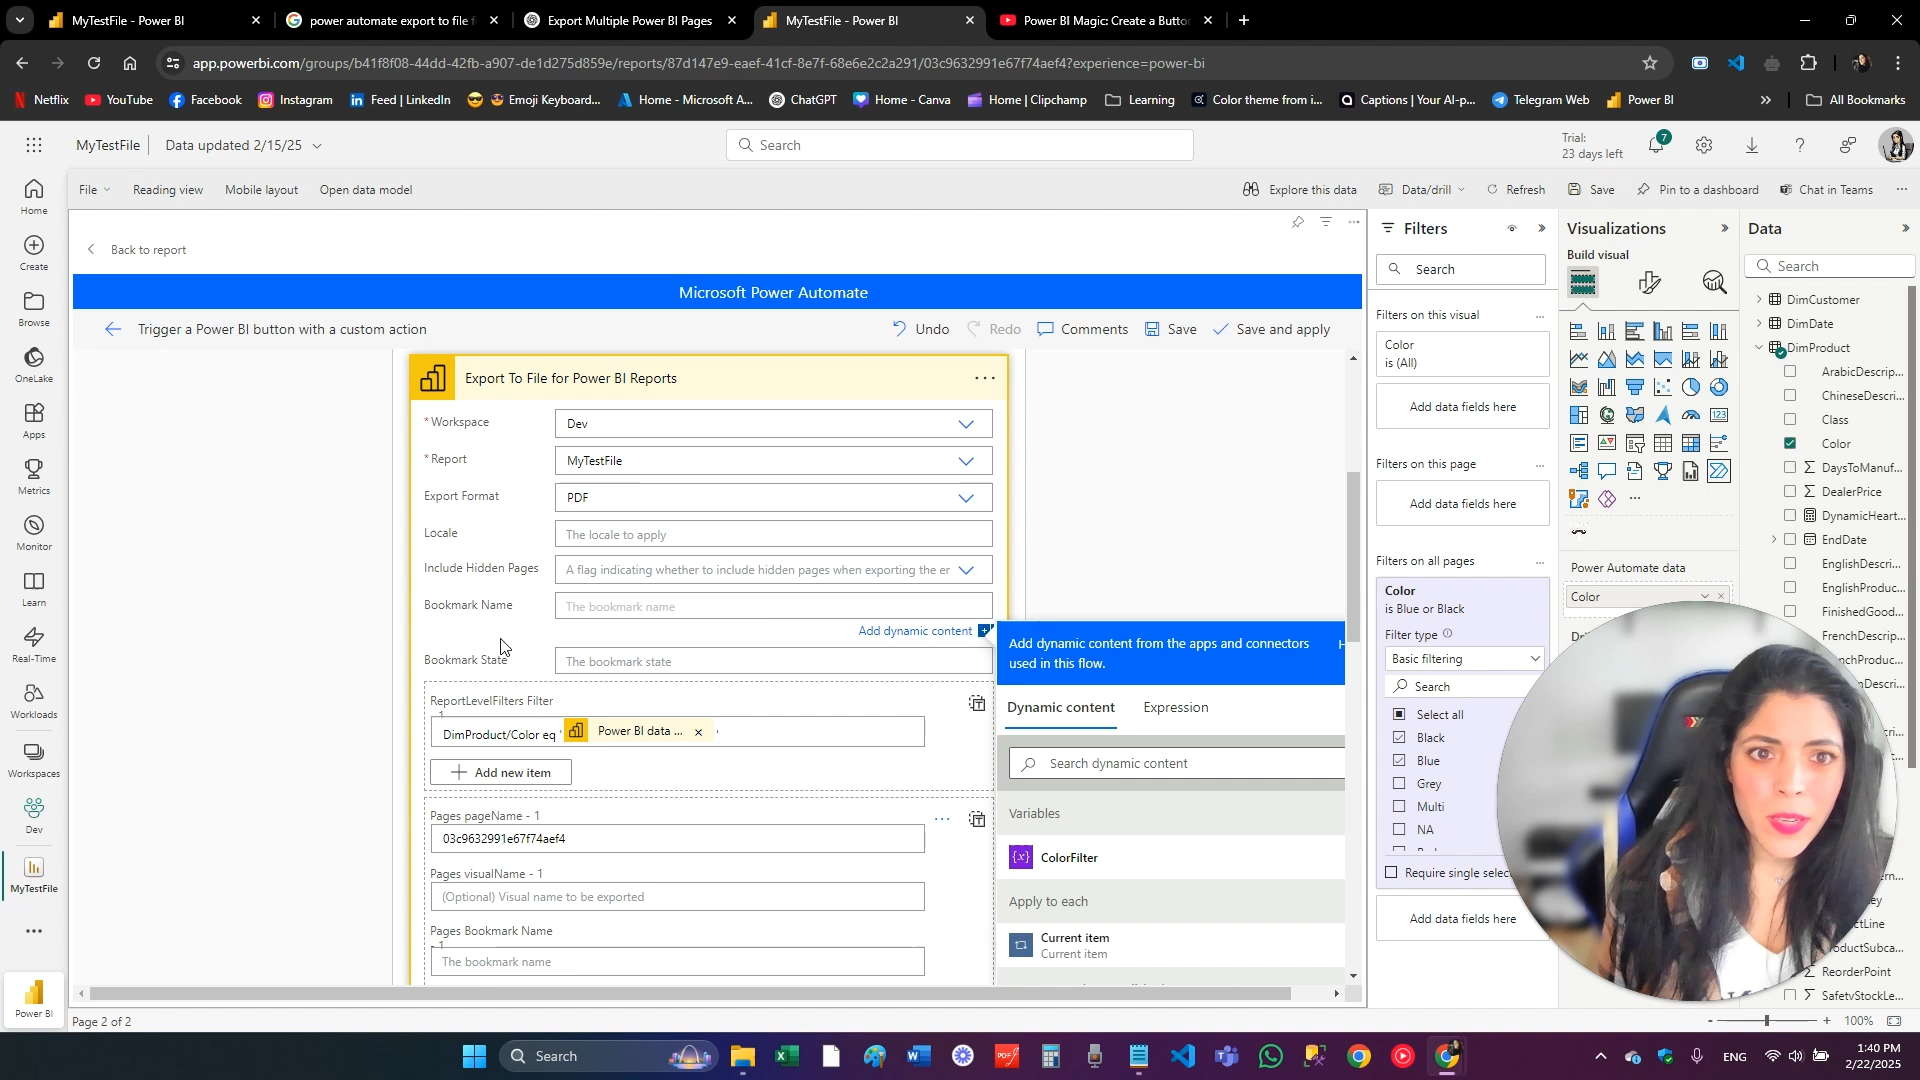 MyTestFile - Power BI
power automate export to file f
Export Multiple Power BI Pages
MyTestFile - Power BI
Power BI Magic: Create a Butto
app.powerbi.com/groups/b41f8f08-44dd-42fb-a907-de1d275d859e/reports/87d147e9-eaef-41cf-8e7f-68e6e2c2a291/03c9632991e67f74aef4?experience=power-bi
Netflix
YouTube
Facebook
Instagram
Feed | LinkedIn
Emoji Keyboard...
Home - Microsoft A...
ChatGPT
Home - Canva
Home | Clipchamp
Learning
Color theme from i...
Captions | Your AI-p...
Telegram Web
Power BI
All Bookmarks
MyTestFile
Data updated 2/15/25
Search
Trial:
23 days left
7
File
Reading view
Mobile layout
Open data model
Explore this data
Data/drill
Refresh
Save
Pin to a dashboard
Chat in Teams
Home
Create
Browse
OneLake
Apps
Metrics
Monitor
Learn
Real-Time
Workloads
Workspaces
Dev
MyTestFile
Power BI
Back to report
Microsoft Power Automate
Trigger a Power BI button with a custom action
Undo
Redo
Comments
Save
Save and apply
Export To File for Power BI Reports
* Workspace
Dev
* Report
MyTestFile
Export Format
PDF
Locale
The locale to apply
Include Hidden Pages
A flag indicating whether to include hidden pages when exporting the er
Bookmark Name
The bookmark name
Add dynamic content
Bookmark State
The bookmark state
ReportLevelFilters Filter
- 1
DimProduct/Color eq '
Power BI data ...
'
Add new item
Pages pageName - 1
03c9632991e67f74aef4
Pages visualName - 1
(Optional) Visual name to be exported
Pages Bookmark Name
- 1
The bookmark name
Add dynamic content from the apps and connectors
used in this flow.
Dynamic content
Expression
Search dynamic content
Variables
ColorFilter
Apply to each
Current item
Current item
Page 2 of 2
100%
Filters
Search
Filters on this visual
Color
is (All)
Add data fields here
Filters on this page
Add data fields here
Filters on all pages
Color
is Blue or Black
Filter type
Basic filtering
Search
Select all
Black
Blue
Grey
Multi
NA
Require single selec
Add data fields here
Visualizations
Build visual
123
Power Automate data
Color
Data
Search
DimCustomer
DimDate
DimProduct
ArabicDescrip...
ChineseDescri...
Class
Color
DaysToManuf...
DealerPrice
DynamicHeart...
EndDate
EnglishDescri...
EnglishProduc...
FinishedGood...
FrenchDescrip...
ReorderPoint
SafetyStockLe...
Search
ENG
1:40 PM
2/22/2025